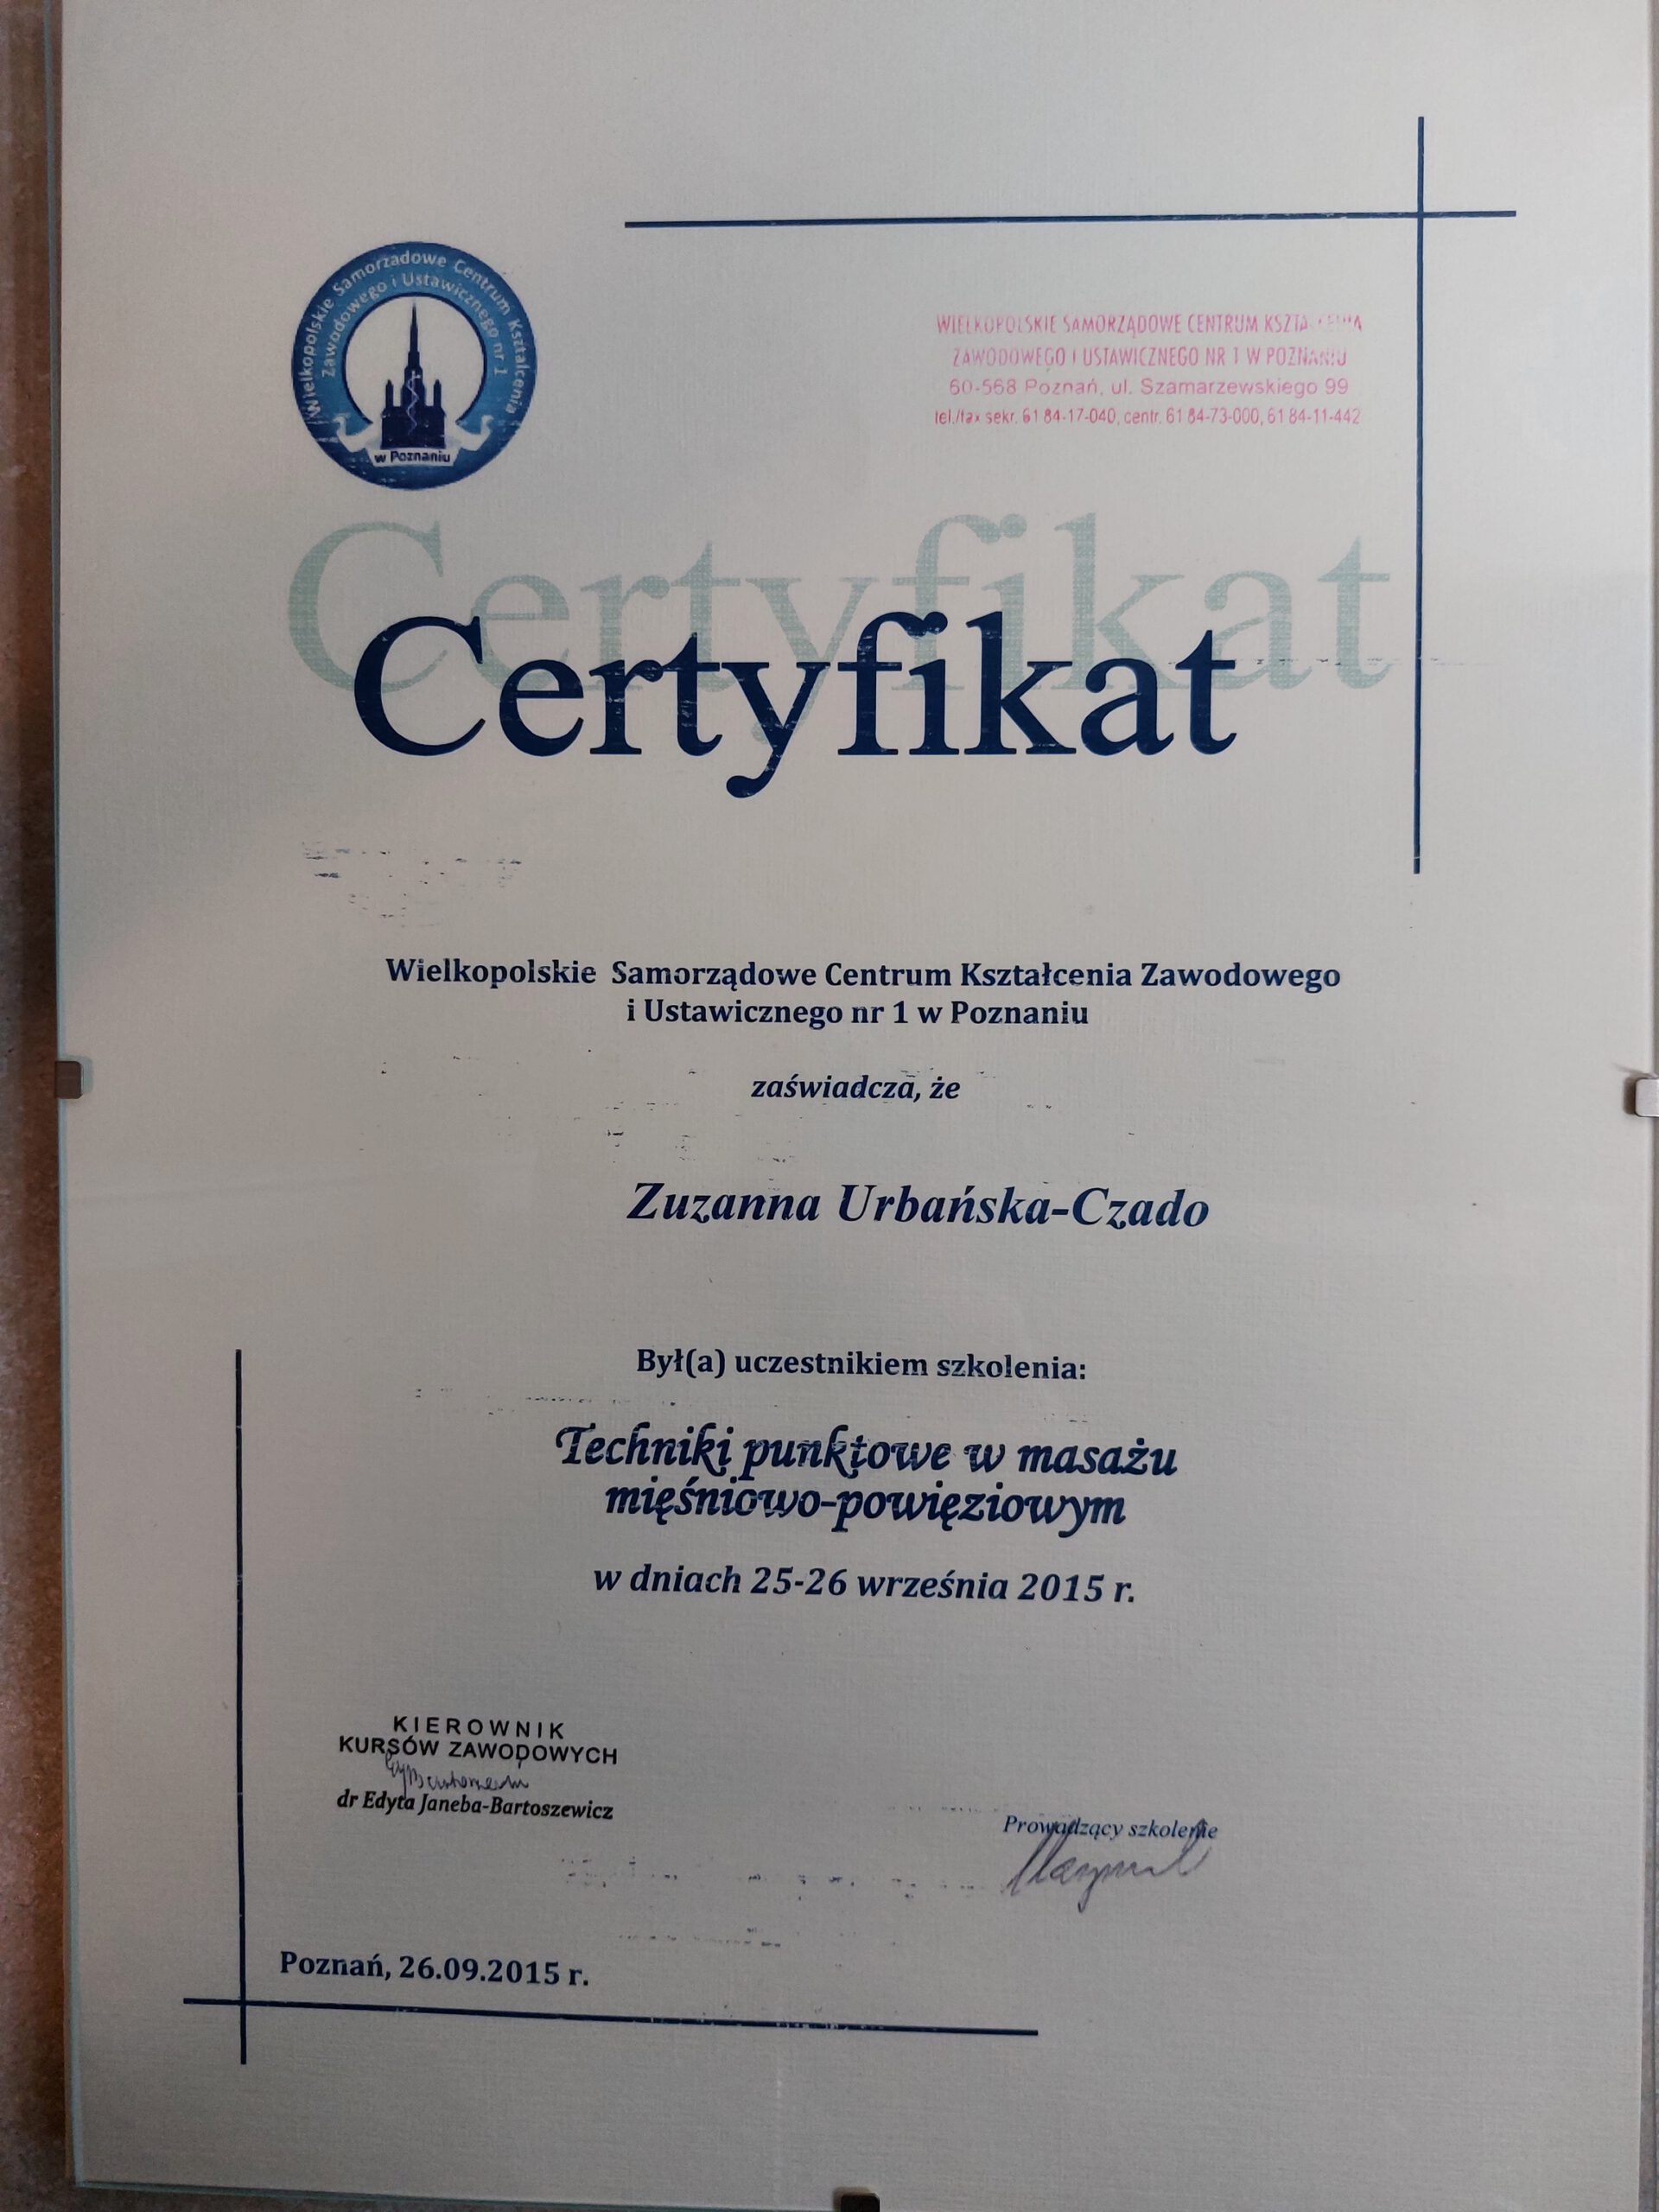 Wielkopolskie Samorządowe Centrum Kształcenia
Zawodowego i Ustawicznego nr 1
w Poznaniu
WIELKOPOLSKIE SAMORZĄDOWE CENTRUM KSZTAŁCENIA
ZAWODOWEGO I USTAWICZNEGO NR 1 W POZNANIU
60-568 Poznań, ul. Szamarzewskiego 99
tel./fax sekr. 61 84-17-040, centr. 61 84-73-000, 61 84-11-442
Certyfikat
Certyfikat
Wielkopolskie Samorządowe Centrum Kształcenia Zawodowego
i Ustawicznego nr 1 w Poznaniu
zaświadcza, że
Zuzanna Urbańska-Czado
Był(a) uczestnikiem szkolenia:
Techniki punktowe w masażu
mięśniowo-powięziowym
w dniach 25-26 września 2015 r.
KIEROWNIK
KURSÓW ZAWODOWYCH
dr Edyta Janeba-Bartoszewicz
Prowadzący szkolenie
Poznań, 26.09.2015 r.